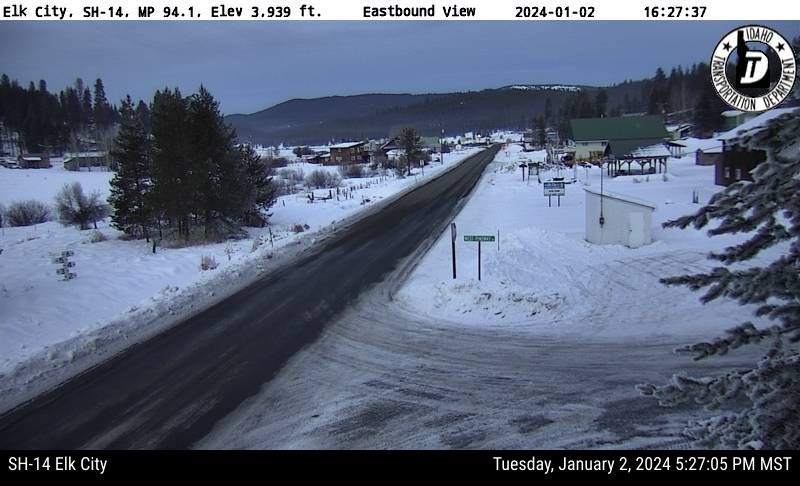 Elk City, SH-14, MP 94.1, Elev 3,939 ft. Eastbound View 2024-01-02 16:27:37
IDAHO
TRANSPORTATION DEPARTMENT
SH-14 Elk City Tuesday, January 2, 2024 5:27:05 PM MST